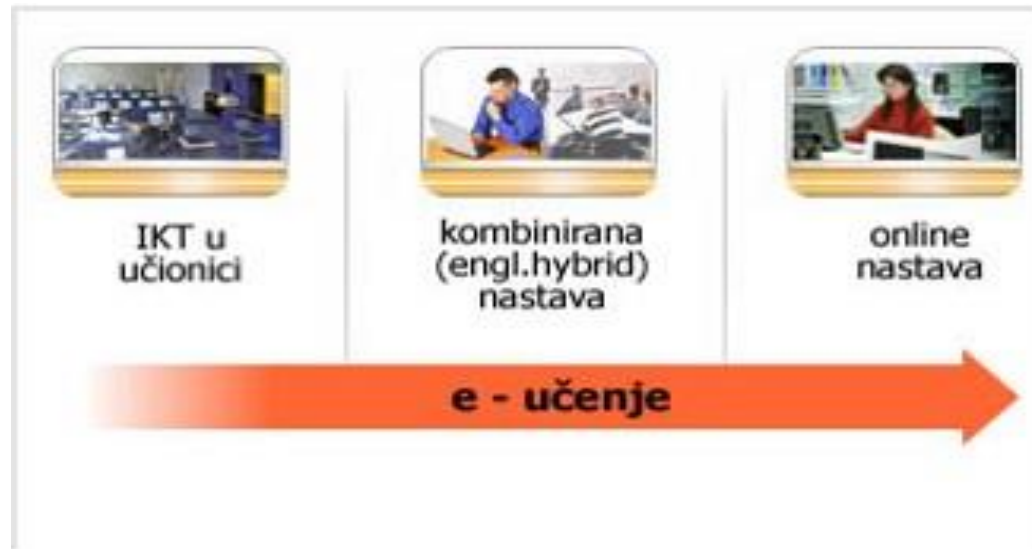 IKT u
učionici
kombinirana
(engl.hybrid)
nastava
online
nastava
e - učenje